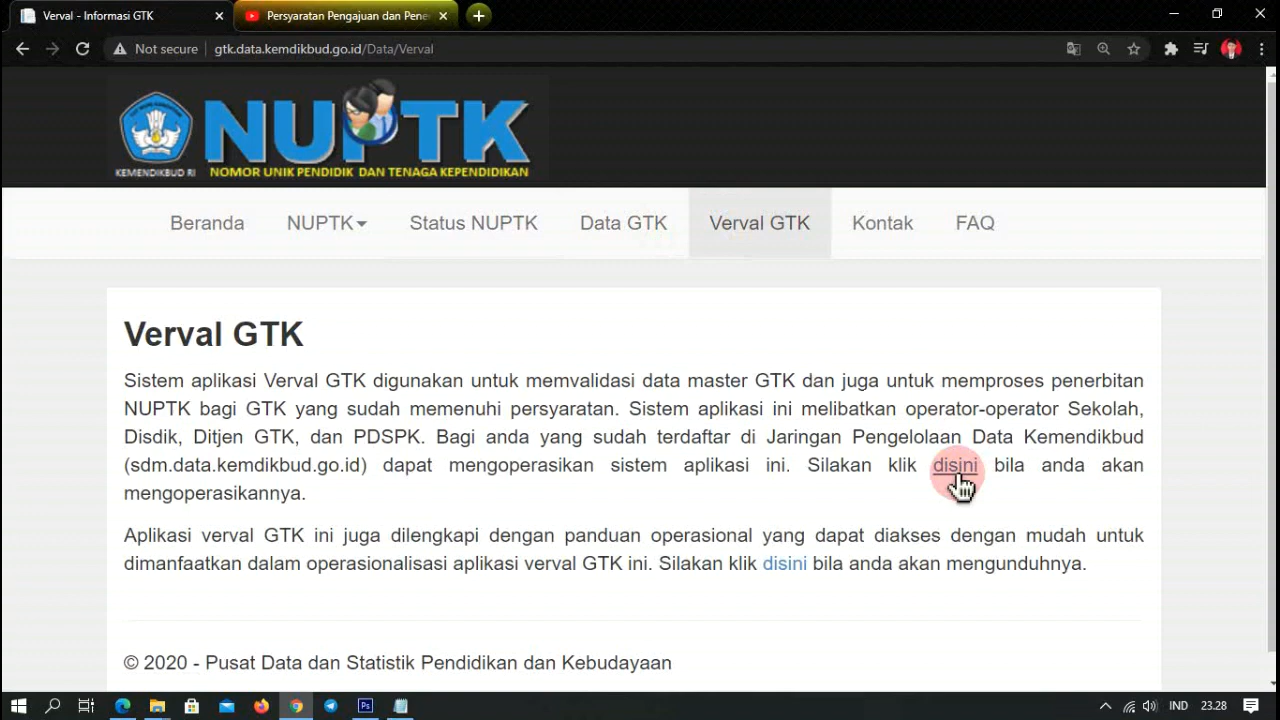 Verval - Informasi GTK
Persyaratan Pengajuan dan Pene
Not secure
gtk.data.kemdikbud.go.id/Data/Verval
NUPTK
KEMENDIKBUD RI
NOMOR UNIK PENDIDIK DAN TENAGA KEPENDIDIKAN
Beranda NUPTK Status NUPTK Data GTK Verval GTK Kontak FAQ
Verval GTK
Sistem aplikasi Verval GTK digunakan untuk memvalidasi data master GTK dan juga untuk memproses penerbitan
NUPTK bagi GTK yang sudah memenuhi persyaratan. Sistem aplikasi ini melibatkan operator-operator Sekolah,
Disdik, Ditjen GTK, dan PDSPK. Bagi anda yang sudah terdaftar di Jaringan Pengelolaan Data Kemendikbud
(sdm.data.kemdikbud.go.id) dapat mengoperasikan sistem aplikasi ini. Silakan klik disini bila anda akan
mengoperasikannya.
Aplikasi verval GTK ini juga dilengkapi dengan panduan operasional yang dapat diakses dengan mudah untuk
dimanfaatkan dalam operasionalisasi aplikasi verval GTK ini. Silakan klik disini bila anda akan mengunduhnya.
© 2020 - Pusat Data dan Statistik Pendidikan dan Kebudayaan
Ps
IND
23.28